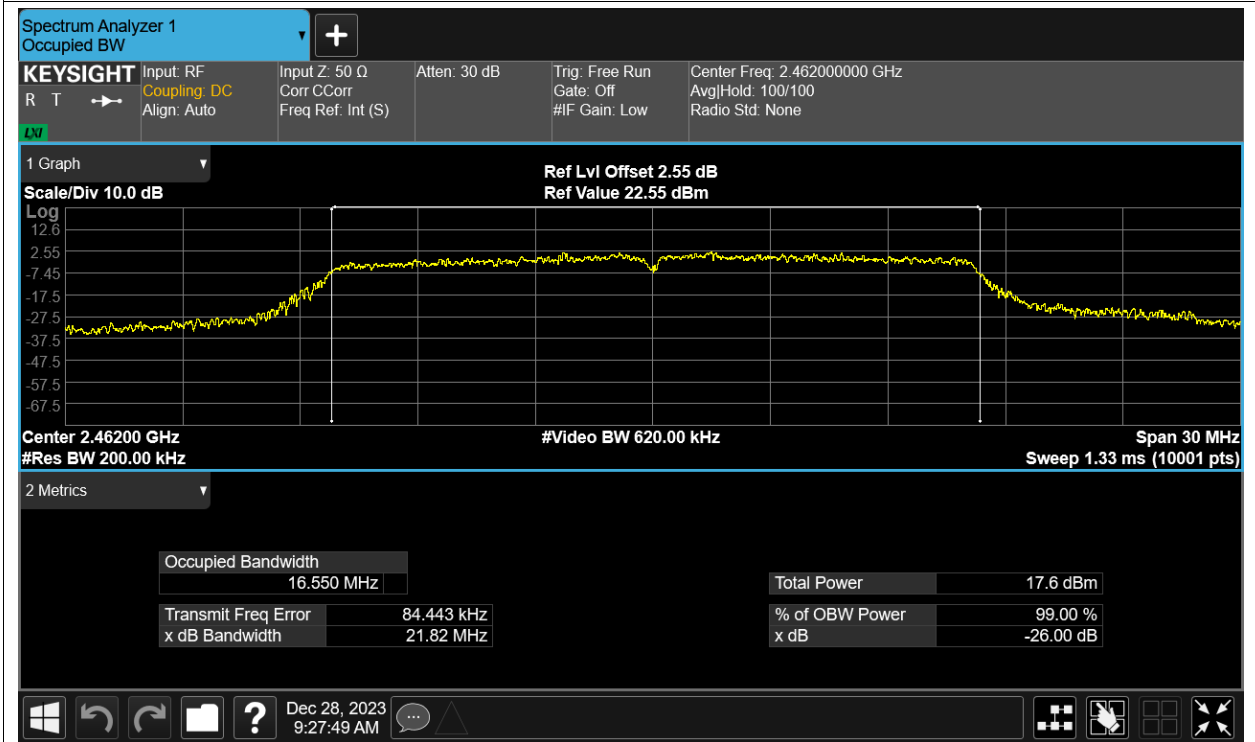 Spectrum Analyzer 1
Occupied BW
KEYSIGHT
R T
LXI
Input: RF
Coupling: DC
Align: Auto
Input Z: 50 Ω
Corr CCorr
Freq Ref: Int (S)
Atten: 30 dB
Trig: Free Run
Gate: Off
#IF Gain: Low
Center Freq: 2.462000000 GHz
Avg|Hold: 100/100
Radio Std: None
1 Graph
Scale/Div 10.0 dB
Ref Lvl Offset 2.55 dB
Ref Value 22.55 dBm
Log
12.6
2.55
-7.45
-17.5
-27.5
-37.5
-47.5
-57.5
-67.5
Center 2.46200 GHz
#Video BW 620.00 kHz
Span 30 MHz
#Res BW 200.00 kHz
Sweep 1.33 ms (10001 pts)
2 Metrics
Occupied Bandwidth
16.550 MHz
Total Power 17.6 dBm
Transmit Freq Error 84.443 kHz
% of OBW Power 99.00 %
x dB Bandwidth 21.82 MHz
x dB -26.00 dB
?
Dec 28, 2023
9:27:49 AM